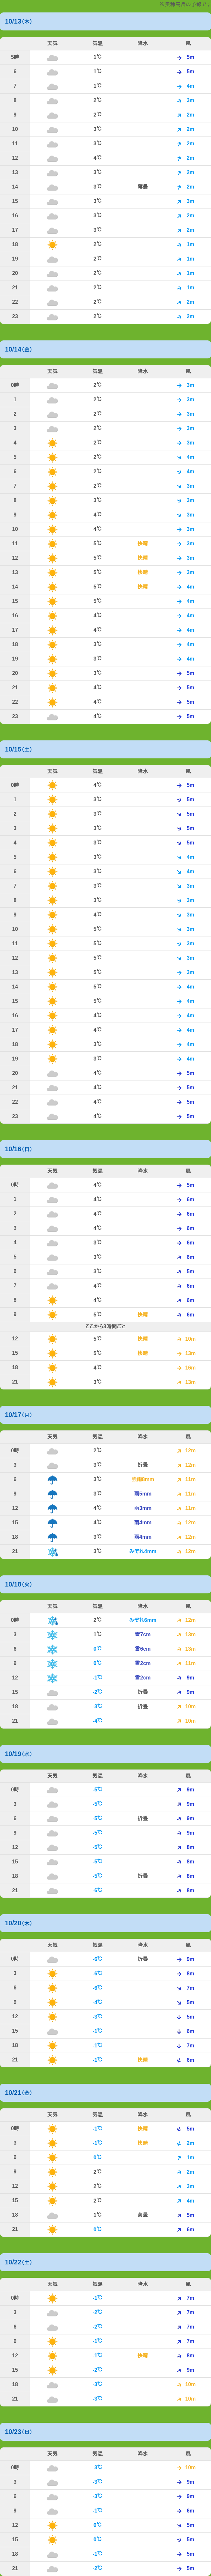 10/13(木)
天気 気温 降水 風
5時 1℃ 5m
6 1℃ 5m
7 1℃ 4m
8 2℃ 3m
9 2℃ 2m
10 3℃ 2m
11 3℃ 2m
12 4℃ 2m
13 3℃ 2m
14 3℃ 薄曇 2m
15 3℃ 3m
16 3℃ 2m
17 3℃ 2m
18 2℃ 1m
19 2℃ 1m
20 2℃ 1m
21 2℃ 1m
22 2℃ 2m
23 2℃ 2m
10/14(金)
天気 気温 降水 風
0時 2℃ 3m
1 2℃ 3m
2 2℃ 3m
3 2℃ 3m
4 2℃ 3m
5 2℃ 4m
6 2℃ 4m
7 2℃ 3m
8 3℃ 3m
9 4℃ 3m
10 4℃ 3m
11 5℃ 快晴 3m
12 5℃ 快晴 3m
13 5℃ 快晴 3m
14 5℃ 快晴 4m
15 5℃ 4m
16 4℃ 4m
17 4℃ 4m
18 3℃ 4m
19 3℃ 4m
20 3℃ 5m
21 4℃ 5m
22 4℃ 5m
23 4℃ 5m
10/15(土)
天気 気温 降水 風
0時 4℃ 5m
1 3℃ 5m
2 3℃ 5m
3 3℃ 5m
4 3℃ 5m
5 3℃ 4m
6 3℃ 4m
7 3℃ 3m
8 3℃ 3m
9 4℃ 3m
10 5℃ 3m
11 5℃ 3m
12 5℃ 3m
13 5℃ 3m
14 5℃ 4m
15 5℃ 4m
16 4℃ 4m
17 4℃ 4m
18 3℃ 4m
19 3℃ 4m
20 4℃ 5m
21 4℃ 5m
22 4℃ 5m
23 4℃ 5m
10/16(日)
天気 気温 降水 風
0時 4℃ 5m
1 4℃ 6m
2 4℃ 6m
3 4℃ 6m
4 3℃ 6m
5 3℃ 6m
6 3℃ 5m
7 4℃ 6m
8 4℃ 6m
9 5℃ 快晴 6m
ここから3時間ごと
12 5℃ 快晴 10m
15 5℃ 快晴 13m
18 4℃ 16m
21 3℃ 13m
10/17(月)
天気 気温 降水 風
0時 2℃ 12m
3 3℃ 折曇 12m
6 3℃ 11m
9 3℃ 雨5mm 11m
12 4℃ 雨3mm 11m
15 4℃ 雨4mm 12m
18 3℃ 雨4mm 12m
21 3℃ みぞれ4mm 12m
10/18(火)
天気 気温 降水 風
0時 2℃ みぞれ6mm 12m
3 1℃ 雪7cm 13m
6 0℃ 雪6cm 12m
9 0℃ 雪2cm 11m
12 -1℃ 雪2cm 9m
15 -2℃ 折曇 9m
18 -3℃ 折曇 10m
21 -4℃ 10m
10/19(水)
天気 気温 降水 風
0時 -5℃ 9m
3 -5℃ 9m
6 -5℃ 折曇 9m
9 -5℃ 9m
12 -5℃ 8m
15 -5℃ 8m
18 -5℃ 折曇 8m
21 -6℃ 8m
10/20(木)
天気 気温 降水 風
0時 -6℃ 折曇 9m
3 -6℃ 8m
6 -6℃ 7m
9 -4℃ 5m
12 -3℃ 5m
15 -1℃ 6m
18 -1℃ 7m
21 -1℃ 快晴 6m
10/21(金)
天気 気温 降水 風
0時 -1℃ 快晴 5m
3 -1℃ 快晴 2m
6 0℃ 1m
9 2℃ 2m
12 2℃ 3m
15 2℃ 4m
18 1℃ 薄曇 5m
21 0℃ 6m
10/22(土)
天気 気温 降水 風
0時 -1℃ 7m
3 -2℃ 7m
6 -2℃ 7m
9 -1℃ 7m
12 -1℃ 快晴 8m
15 -2℃ 9m
18 -3℃ 10m
21 -3℃ 10m
10/23(日)
天気 気温 降水 風
0時 -3℃ 10m
3 -3℃ 9m
6 -3℃ 9m
9 -1℃ 6m
12 0℃ 5m
15 0℃ 5m
18 -1℃ 5m
21 -2℃ 5m